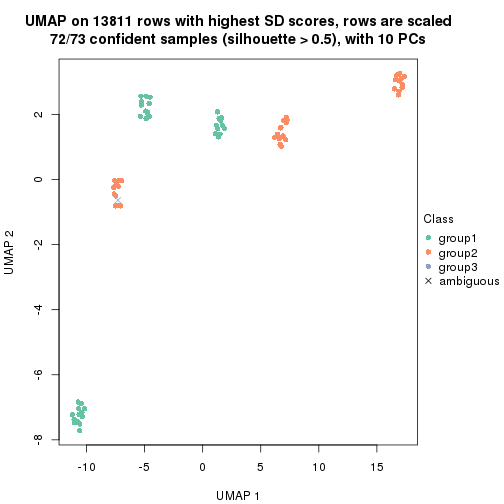 UMAP on 13811 rows with highest SD scores, rows are scaled
72/73 confident samples (silhouette > 0.5), with 10 PCs
2
0
-2
-4
-6
-8
UMAP 2
-10
-5
0
5
10
15
UMAP 1
Class
group1
group2
group3
ambiguous